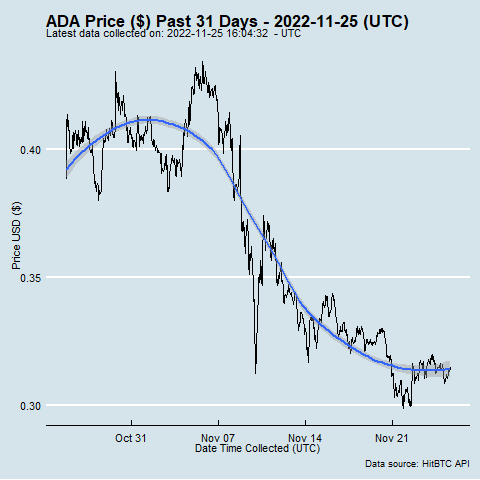 ADA Price ($) Past 31 Days - 2022-11-25 (UTC)
Latest data collected on: 2022-11-25 16:04:32  - UTC
Price USD ($)
0.40
0.35
0.30
Oct 31 Nov 07 Nov 14 Nov 21
Date Time Collected (UTC)
Data source: HitBTC API